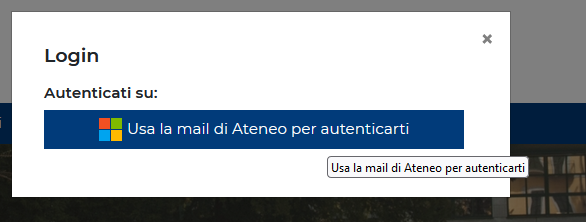 Login
×
Autenticati su:
Usa la mail di Ateneo per autenticarti
Usa la mail di Ateneo per autenticarti
i